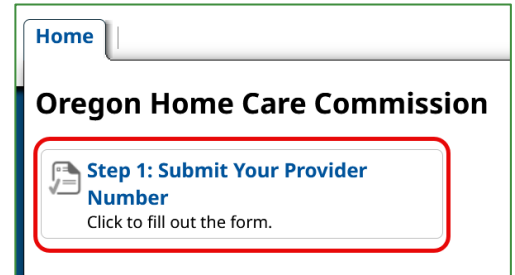 Home
Oregon Home Care Commission
Step 1: Submit Your Provider
Number
Click to fill out the form.